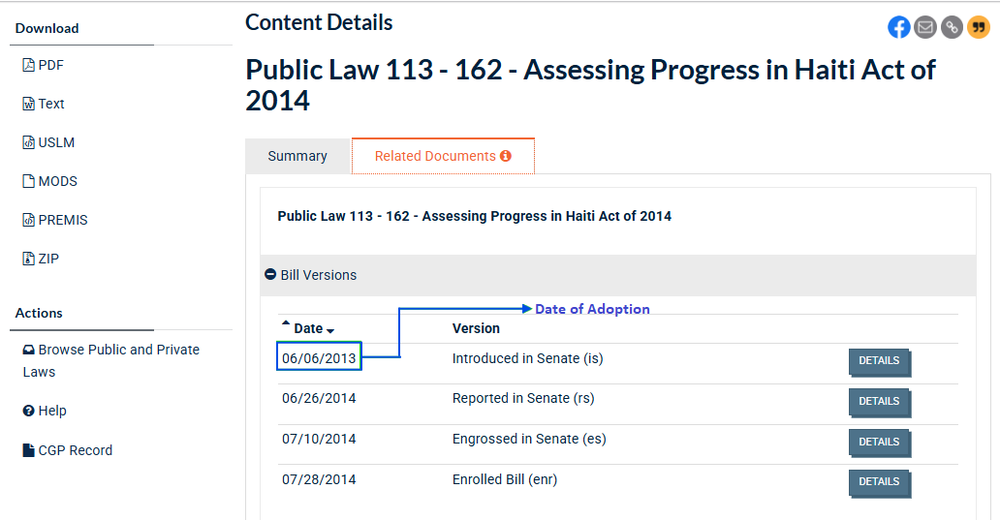 Download
PDF
Text
USLM
MODS
PREMIS
ZIP
Actions
Browse Public and Private
Laws
Help
CGP Record
Content Details
Public Law 113 - 162 - Assessing Progress in Haiti Act of
2014
Summary
Related Documents
Public Law 113 - 162 - Assessing Progress in Haiti Act of 2014
Bill Versions
Date of Adoption
Date Version
06/06/2013 Introduced in Senate (is) DETAILS
06/26/2014 Reported in Senate (rs) DETAILS
07/10/2014 Engrossed in Senate (es) DETAILS
07/28/2014 Enrolled Bill (enr) DETAILS